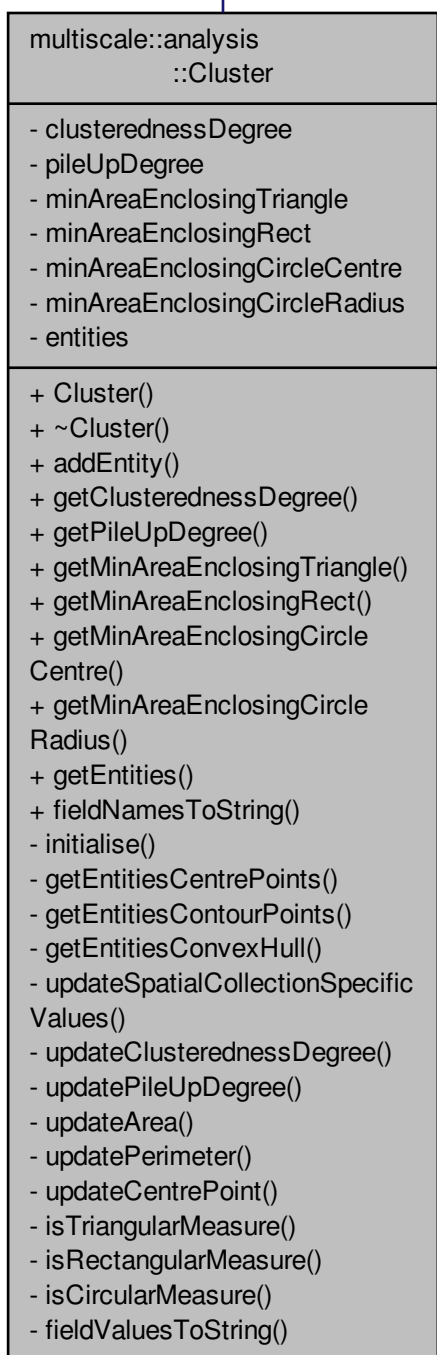 multiscale::analysis
::Cluster
- clusterednessDegree
- pileUpDegree
- minAreaEnclosingTriangle
- minAreaEnclosingRect
- minAreaEnclosingCircleCentre
- minAreaEnclosingCircleRadius
- entities
+ Cluster()
+ ~Cluster()
+ addEntity()
+ getClusterednessDegree()
+ getPileUpDegree()
+ getMinAreaEnclosingTriangle()
+ getMinAreaEnclosingRect()
+ getMinAreaEnclosingCircle
Centre()
+ getMinAreaEnclosingCircle
Radius()
+ getEntities()
+ fieldNamesToString()
- initialise()
- getEntitiesCentrePoints()
- getEntitiesContourPoints()
- getEntitiesConvexHull()
- updateSpatialCollectionSpecific
Values()
- updateClusterednessDegree()
- updatePileUpDegree()
- updateArea()
- updatePerimeter()
- updateCentrePoint()
- isTriangularMeasure()
- isRectangularMeasure()
- isCircularMeasure()
- fieldValuesToString()